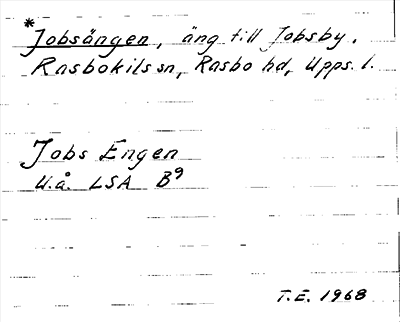 *Jobsängen, äng till Jobsby,
Rasbokils sn, Rasbo hd, Upps. l.
Jobs Engen
U.å. LSA B⁹
T.E. 1968